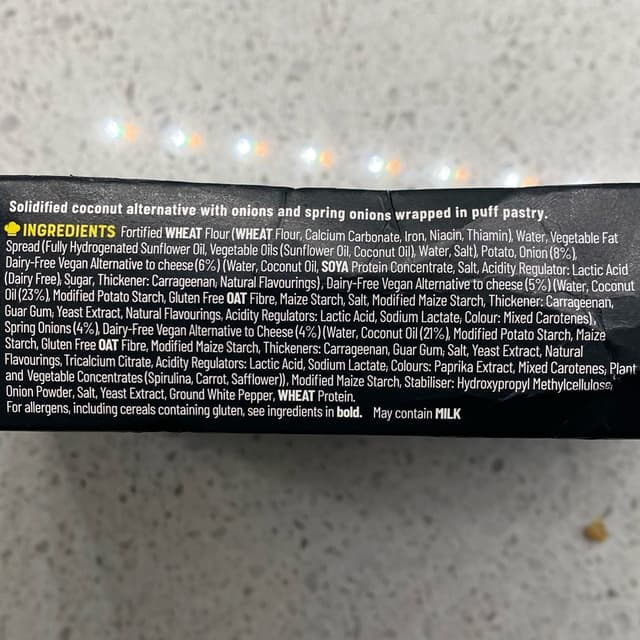 Solidified coconut alternative with onions and spring onions wrapped in puff pastry.
INGREDIENTS Fortified WHEAT Flour (WHEAT Flour, Calcium Carbonate, Iron, Niacin, Thiamin), Water, Vegetable Fat
Spread (Fully Hydrogenated Sunflower Oil, Vegetable Oils (Sunflower Oil, Coconut Oil), Water, Salt), Potato, Onion (8%),
Dairy-Free Vegan Alternative to cheese (6%) (Water, Coconut Oil, SOYA Protein Concentrate, Salt, Acidity Regulator: Lactic Acid
(Dairy Free), Sugar, Thickener: Carrageenan, Natural Flavourings), Dairy-Free Vegan Alternative to cheese (5%) (Water, Coconut
Oil (23%), Modified Potato Starch, Gluten Free OAT Fibre, Maize Starch, Salt, Modified Maize Starch, Thickener: Carrageenan,
Guar Gum; Yeast Extract, Natural Flavourings, Acidity Regulators: Lactic Acid, Sodium Lactate; Colour: Mixed Carotenes),
Spring Onions (4%), Dairy-Free Vegan Alternative to Cheese (4%) (Water, Coconut Oil (21%), Modified Potato Starch, Maize
Starch, Gluten Free OAT Fibre, Modified Maize Starch, Thickeners: Carrageenan, Guar Gum; Salt, Yeast Extract, Natural
Flavourings, Tricalcium Citrate, Acidity Regulators: Lactic Acid, Sodium Lactate; Colours: Paprika Extract, Mixed Carotenes, Plant
and Vegetable Concentrates (Spirulina, Carrot, Safflower)), Modified Maize Starch, Stabiliser: Hydroxypropyl Methylcellulose,
Onion Powder, Salt, Yeast Extract, Ground White Pepper, WHEAT Protein.
For allergens, including cereals containing gluten, see ingredients in bold. May contain MILK